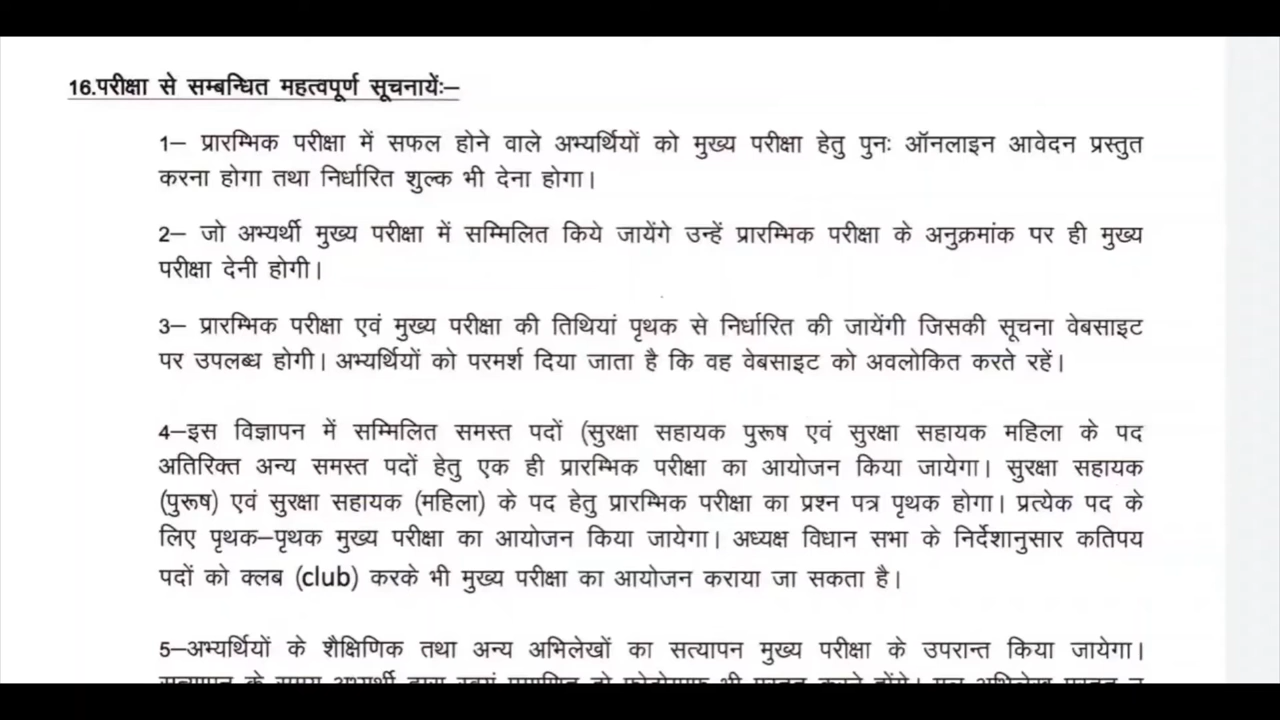 16.परीक्षा से सम्बन्धित महत्वपूर्ण सूचनायेंः–
1– प्रारम्भिक परीक्षा में सफल होने वाले अभ्यर्थियों को मुख्य परीक्षा हेतु पुनः ऑनलाइन आवेदन प्रस्तुत
करना होगा तथा निर्धारित शुल्क भी देना होगा।
2– जो अभ्यर्थी मुख्य परीक्षा में सम्मिलित किये जायेंगे उन्हें प्रारम्भिक परीक्षा के अनुक्रमांक पर ही मुख्य
परीक्षा देनी होगी।
3– प्रारम्भिक परीक्षा एवं मुख्य परीक्षा की तिथियां पृथक से निर्धारित की जायेंगी जिसकी सूचना वेबसाइट
पर उपलब्ध होगी। अभ्यर्थियों को परमर्श दिया जाता है कि वह वेबसाइट को अवलोकित करते रहें।
4–इस विज्ञापन में सम्मिलित समस्त पदों (सुरक्षा सहायक पुरूष एवं सुरक्षा सहायक महिला के पद
अतिरिक्त अन्य समस्त पदों हेतु एक ही प्रारम्भिक परीक्षा का आयोजन किया जायेगा। सुरक्षा सहायक
(पुरूष) एवं सुरक्षा सहायक (महिला) के पद हेतु प्रारम्भिक परीक्षा का प्रश्न पत्र पृथक होगा। प्रत्येक पद के
लिए पृथक–पृथक मुख्य परीक्षा का आयोजन किया जायेगा। अध्यक्ष विधान सभा के निर्देशानुसार कतिपय
पदों को क्लब (club) करके भी मुख्य परीक्षा का आयोजन कराया जा सकता है।
5–अभ्यर्थियों के शैक्षिणिक तथा अन्य अभिलेखों का सत्यापन मुख्य परीक्षा के उपरान्त किया जायेगा।